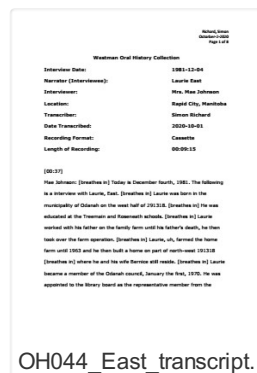 Richard, Simon
October-2-2020
Page 1 of 8
Westman Oral History Collection
Interview Date: 1981-12-04
Narrator (Interviewee): Laurie East
Interviewer: Mrs. Mae Johnson
Location: Rapid City, Manitoba
Transcriber: Simon Richard
Date Transcribed: 2020-10-01
Recording Format: Cassette
Length of Recording: 00:09:15
[00:37]
Mae Johnson: [breathes in] Today is December fourth, 1981. The following
is a interview with Laurie, East. [breathes in] Laurie was born in the
municipality of Odanah on the west half of 291318. [breathes in] He was
educated at the Tremain and Roseneath schools. [breathes in] Laurie
worked with his father on the family farm until his father's death, he then
took over the farm operation. [breathes in] Laurie, uh, farmed the home
farm until 1963 and he then built a home on part of north-west 291318
[breathes in] where he and his wife Bernice still reside. [breathes in] Laurie
became a member of the Odanah council, January the first, 1970. He was
appointed to the library board as the representative member from the
OH044_East_transcript.